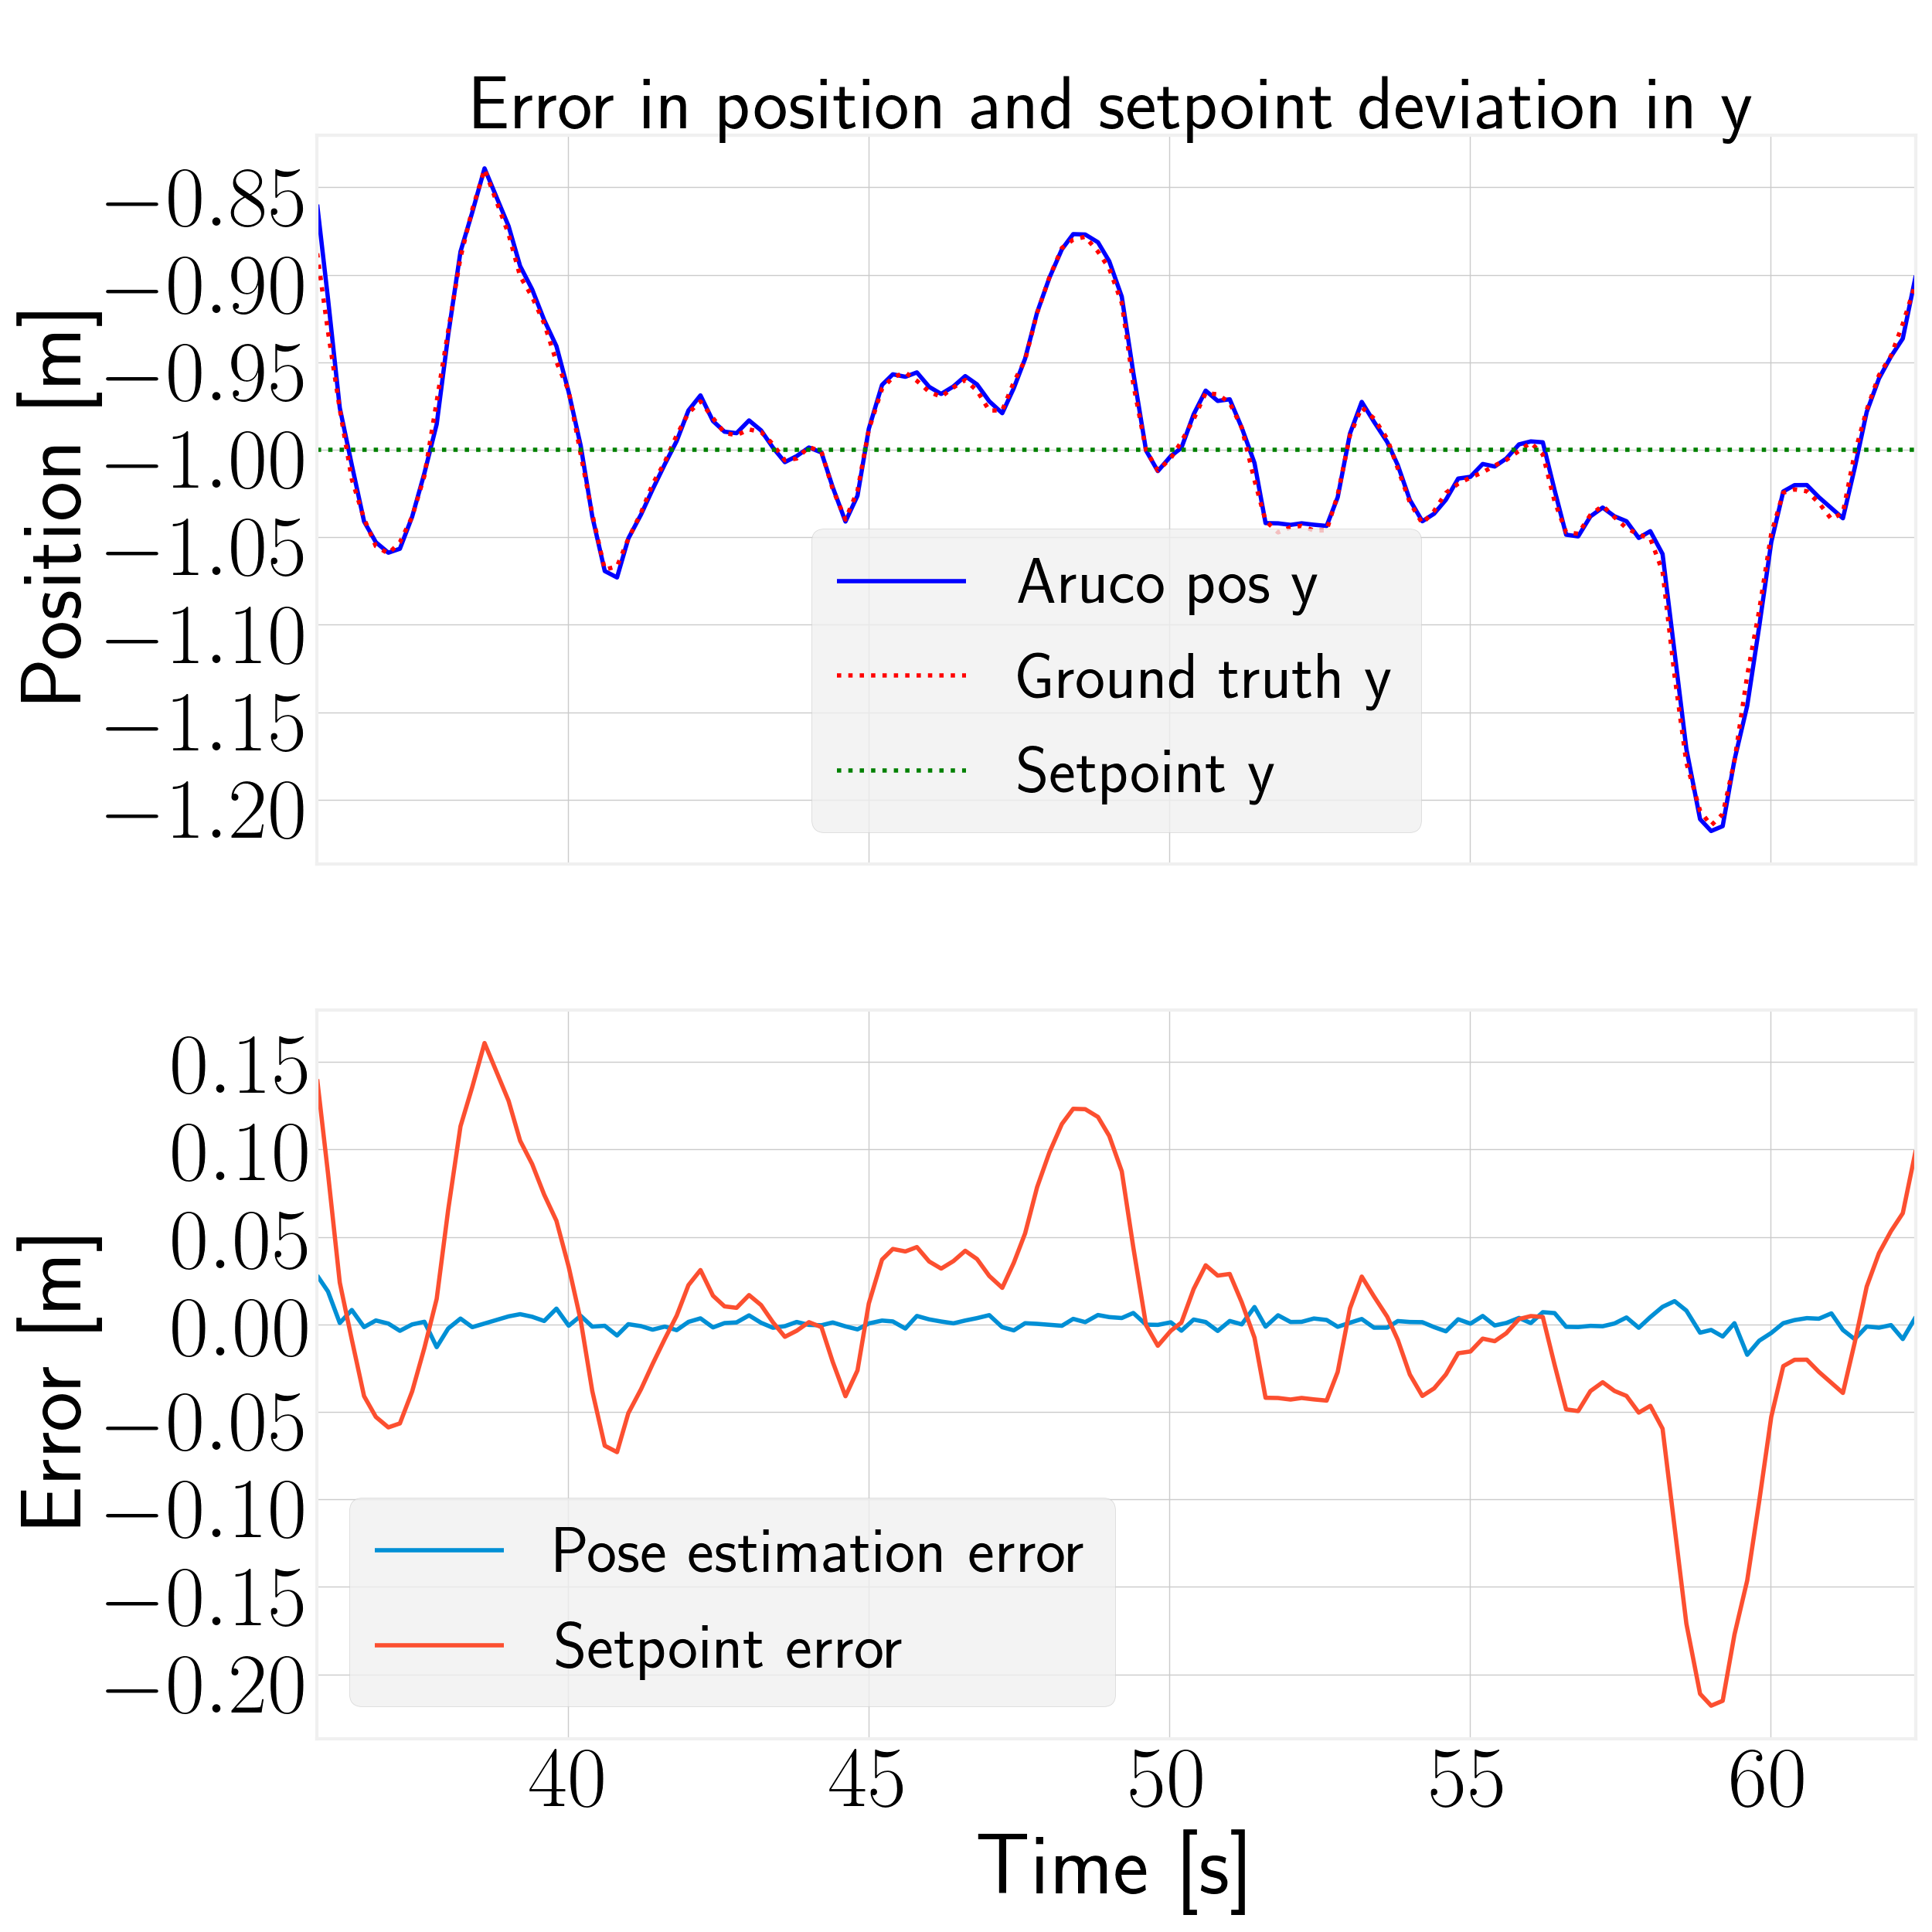 Error in position and setpoint deviation in y
Position [m]
−0.85
−0.90
−0.95
−1.00
−1.05
−1.10
−1.15
−1.20
Aruco pos y
Ground truth y
Setpoint y
Error [m]
0.15
0.10
0.05
0.00
−0.05
−0.10
−0.15
−0.20
Pose estimation error
Setpoint error
40 45 50 55 60
Time [s]